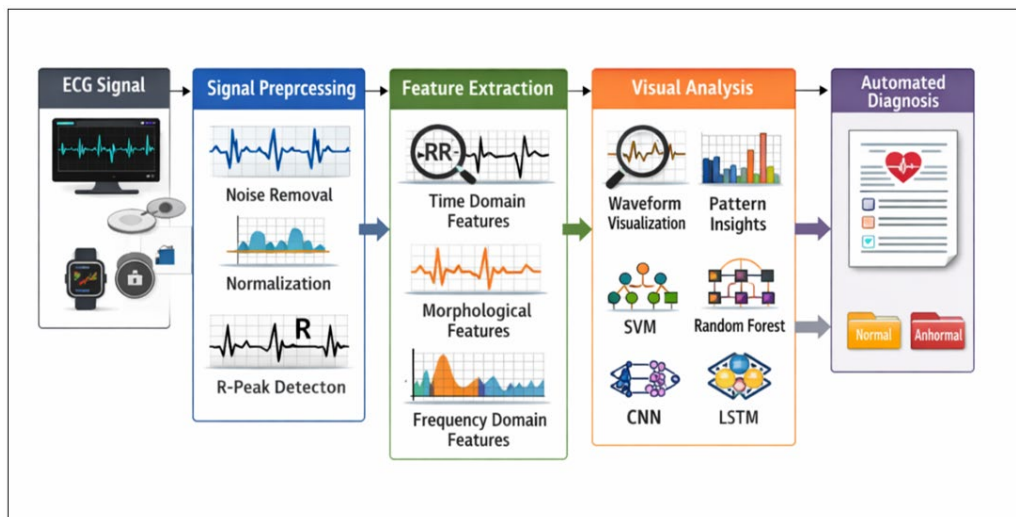 ECG Signal
Signal Preprcessing
Noise Removal
Normalization
R
R-Peak Detecton
Feature Extraction
RR
Time Domain
Features
Morphological
Features
Frequency Domain
Features
Visual Analysis
Waveform
Visualization
Pattern
Insights
SVM
Random Forest
CNN
LSTM
Automated
Diagnosis
Normal
Anhormal